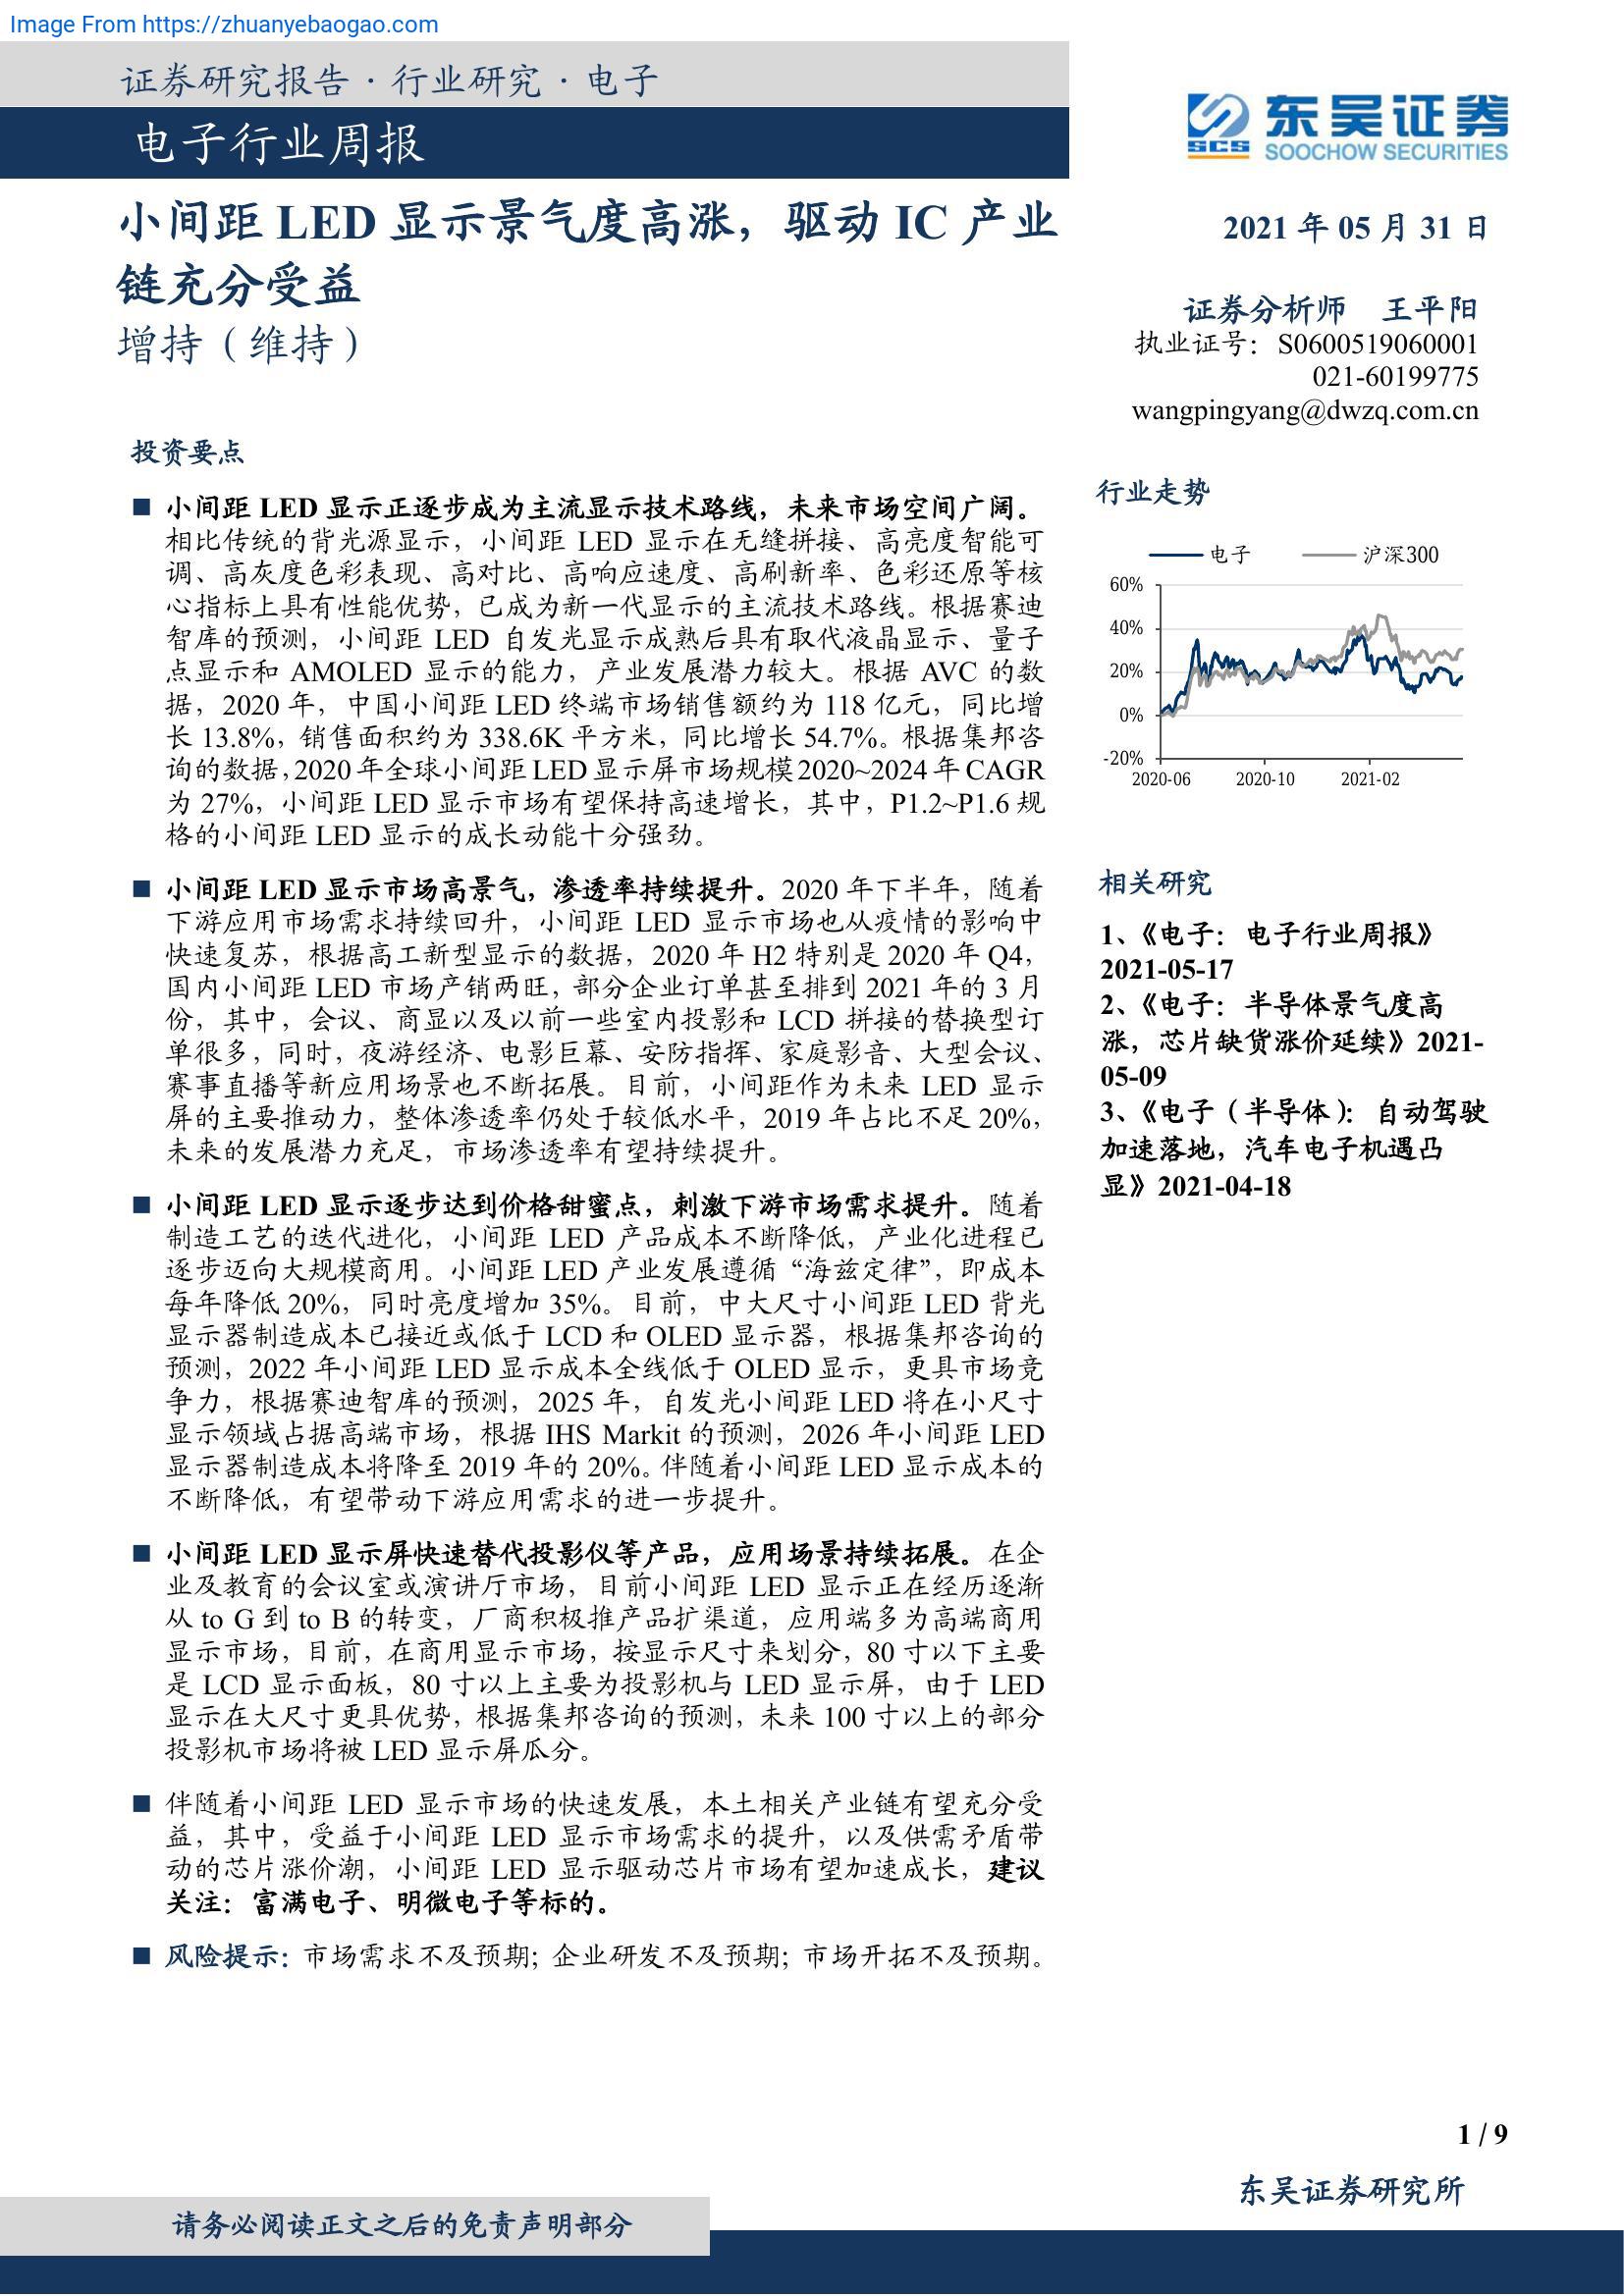 Image From https://zhuanyebaogao.com
证券研究报告·行业研究·电子
电子行业周报
小间距 LED 显示景气度高涨，驱动 IC 产业
链充分受益
增持（维持）
东吴证券
SCS
SOOCHOW SECURITIES
2021 年 05 月 31 日
证券分析师 王平阳
执业证号：S0600519060001
021-60199775
wangpingyang@dwzq.com.cn
投资要点
■ 小间距 LED 显示正逐步成为主流显示技术路线，未来市场空间广阔。
相比传统的背光源显示，小间距 LED 显示在无缝拼接、高亮度智能可
调、高灰度色彩表现、高对比、高响应速度、高刷新率、色彩还原等核
心指标上具有性能优势，已成为新一代显示的主流技术路线。根据赛迪
智库的预测，小间距 LED 自发光显示成熟后具有取代液晶显示、量子
点显示和 AMOLED 显示的能力，产业发展潜力较大。根据 AVC 的数
据，2020 年，中国小间距 LED 终端市场销售额约为 118 亿元，同比增
长 13.8%，销售面积约为 338.6K 平方米，同比增长 54.7%。根据集邦咨
询的数据，2020 年全球小间距 LED 显示屏市场规模 2020~2024 年 CAGR
为 27%，小间距 LED 显示市场有望保持高速增长，其中，P1.2~P1.6 规
格的小间距 LED 显示的成长动能十分强劲。
■ 小间距 LED 显示市场高景气，渗透率持续提升。2020 年下半年，随着
下游应用市场需求持续回升，小间距 LED 显示市场也从疫情的影响中
快速复苏，根据高工新型显示的数据，2020 年 H2 特别是 2020 年 Q4，
国内小间距 LED 市场产销两旺，部分企业订单甚至排到 2021 年的 3 月
份，其中，会议、商显以及以前一些室内投影和 LCD 拼接的替换型订
单很多，同时，夜游经济、电影巨幕、安防指挥、家庭影音、大型会议、
赛事直播等新应用场景也不断拓展。目前，小间距作为未来 LED 显示
屏的主要推动力，整体渗透率仍处于较低水平，2019 年占比不足 20%，
未来的发展潜力充足，市场渗透率有望持续提升。
■ 小间距 LED 显示逐步达到价格甜蜜点，刺激下游市场需求提升。随着
制造工艺的迭代进化，小间距 LED 产品成本不断降低，产业化进程已
逐步迈向大规模商用。小间距 LED 产业发展遵循“海兹定律”，即成本
每年降低 20%，同时亮度增加 35%。目前，中大尺寸小间距 LED 背光
显示器制造成本已接近或低于 LCD 和 OLED 显示器，根据集邦咨询的
预测，2022 年小间距 LED 显示成本全线低于 OLED 显示，更具市场竞
争力，根据赛迪智库的预测，2025 年，自发光小间距 LED 将在小尺寸
显示领域占据高端市场，根据 IHS Markit 的预测，2026 年小间距 LED
显示器制造成本将降至 2019 年的 20%。伴随着小间距 LED 显示成本的
不断降低，有望带动下游应用需求的进一步提升。
■ 小间距 LED 显示屏快速替代投影仪等产品，应用场景持续拓展。在企
业及教育的会议室或演讲厅市场，目前小间距 LED 显示正在经历逐渐
从 to G 到 to B 的转变，厂商积极推产品扩渠道，应用端多为高端商用
显示市场，目前，在商用显示市场，按显示尺寸来划分，80 寸以下主要
是 LCD 显示面板，80 寸以上主要为投影机与 LED 显示屏，由于 LED
显示在大尺寸更具优势，根据集邦咨询的预测，未来 100 寸以上的部分
投影机市场将被 LED 显示屏瓜分。
■ 伴随着小间距 LED 显示市场的快速发展，本土相关产业链有望充分受
益，其中，受益于小间距 LED 显示市场需求的提升，以及供需矛盾带
动的芯片涨价潮，小间距 LED 显示驱动芯片市场有望加速成长，建议
关注：富满电子、明微电子等标的。
■ 风险提示：市场需求不及预期；企业研发不及预期；市场开拓不及预期。
行业走势
电子 沪深300
60%
40%
20%
0%
-20%
2020-06 2020-10 2021-02
相关研究
1、《电子：电子行业周报》
2021-05-17
2、《电子：半导体景气度高
涨，芯片缺货涨价延续》2021-
05-09
3、《电子（半导体）：自动驾驶
加速落地，汽车电子机遇凸
显》2021-04-18
1 / 9
东吴证券研究所
请务必阅读正文之后的免责声明部分